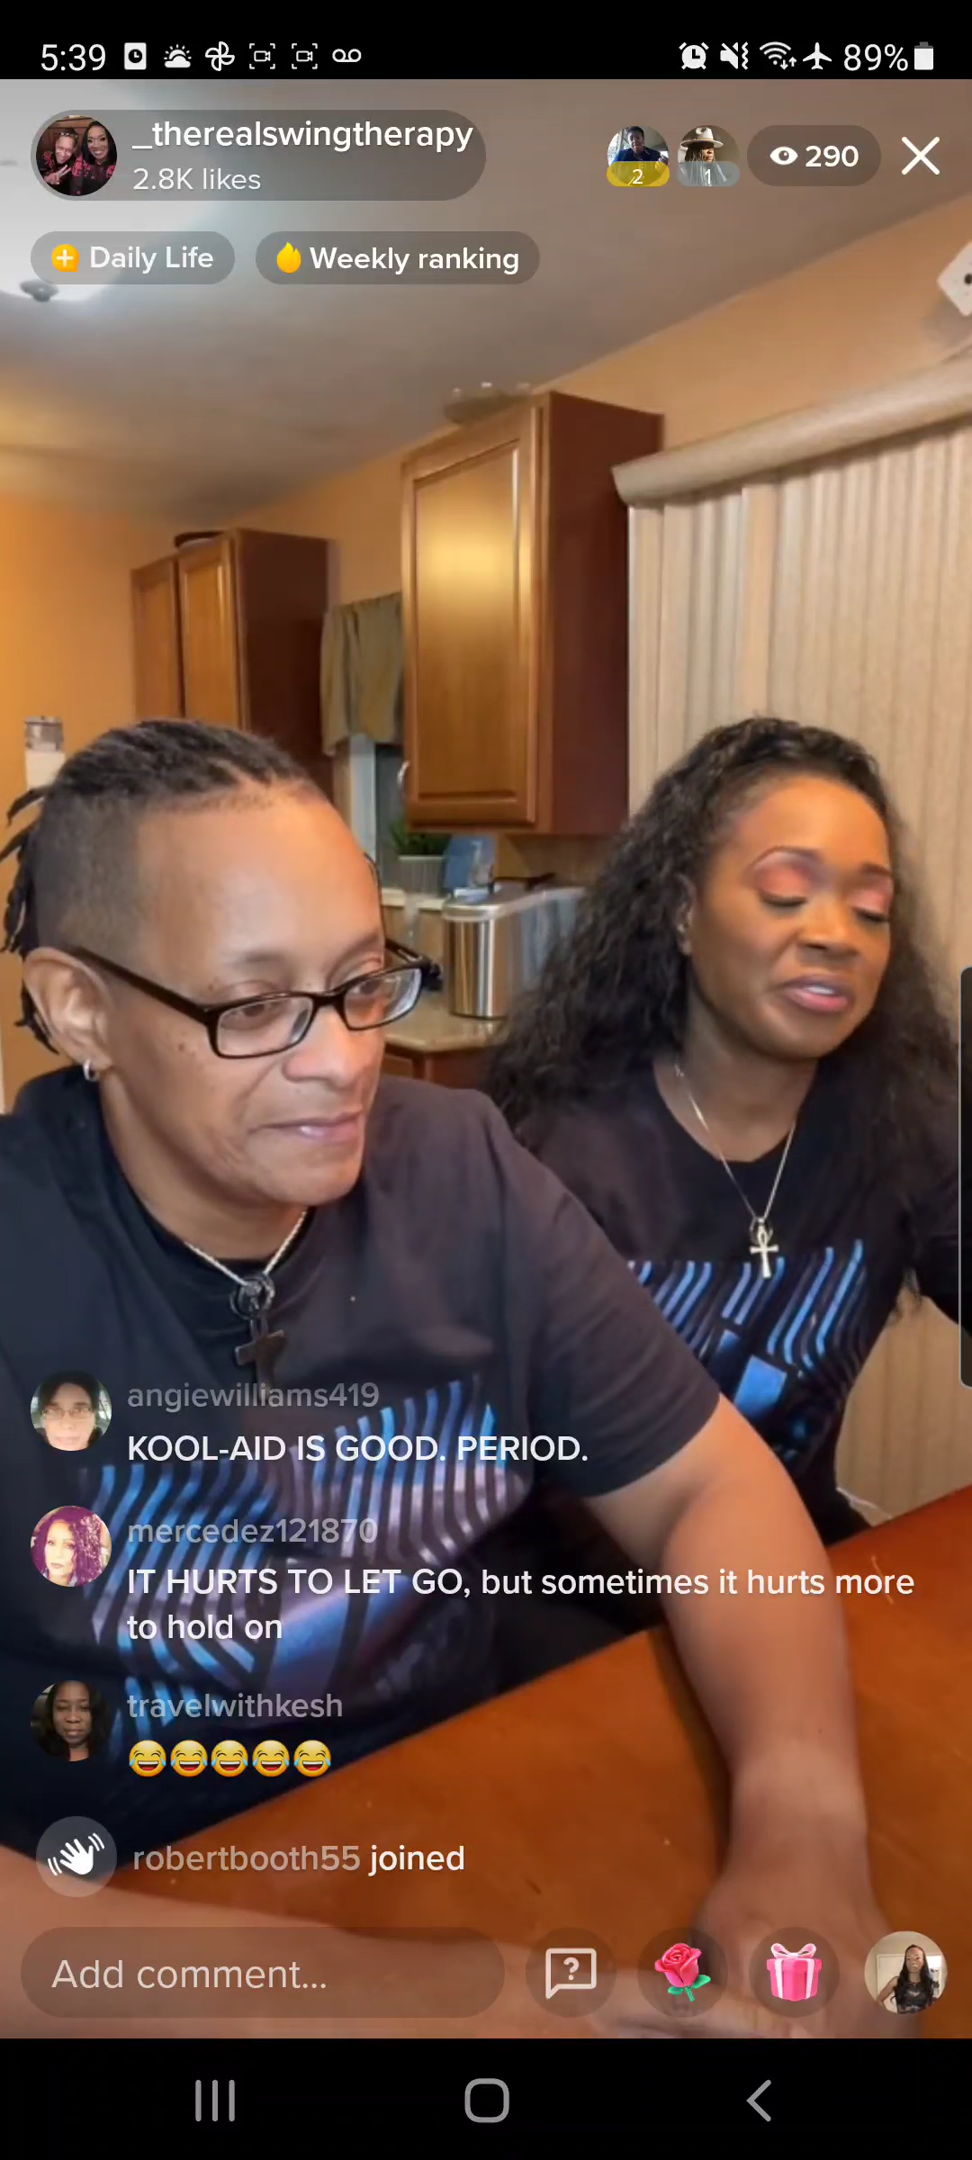 5:39
89%
_therealswingtherapy
2.8K likes
2
1
290
Daily Life
Weekly ranking
angiewilliams419
KOOL-AID IS GOOD. PERIOD.
mercedez121870
IT HURTS TO LET GO, but sometimes it hurts more
to hold on
travelwithkesh
😂😂😂😂😂
robertbooth55 joined
Add comment...